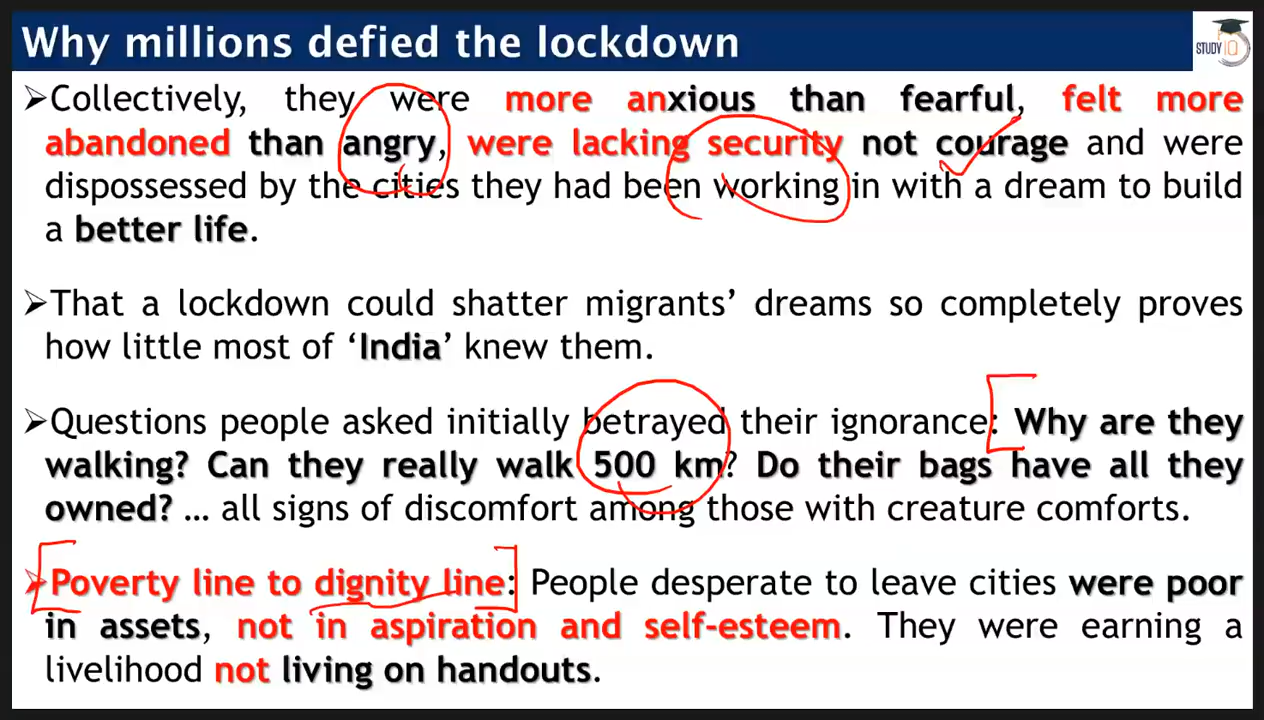 Why millions defied the lockdown
STUDY IQ
➢Collectively, they were more anxious than fearful, felt more
abandoned than angry, were lacking security not courage and were
dispossessed by the cities they had been working in with a dream to build
a better life.
➢That a lockdown could shatter migrants’ dreams so completely proves
how little most of ‘India’ knew them.
➢Questions people asked initially betrayed their ignorance: Why are they
walking? Can they really walk 500 km? Do their bags have all they
owned? … all signs of discomfort among those with creature comforts.
➢Poverty line to dignity line: People desperate to leave cities were poor
in assets, not in aspiration and self-esteem. They were earning a
livelihood not living on handouts.